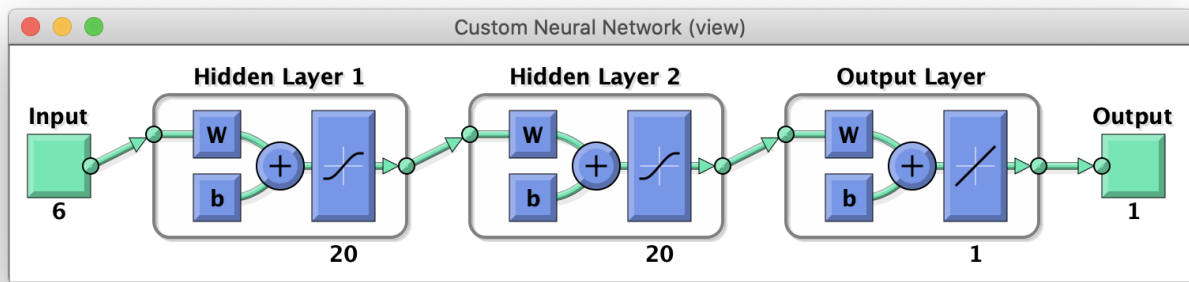 Custom Neural Network (view)
Hidden Layer 1
Hidden Layer 2
Output Layer
Input
Output
W
b
+
W
b
+
W
b
+
6
20
20
1
1